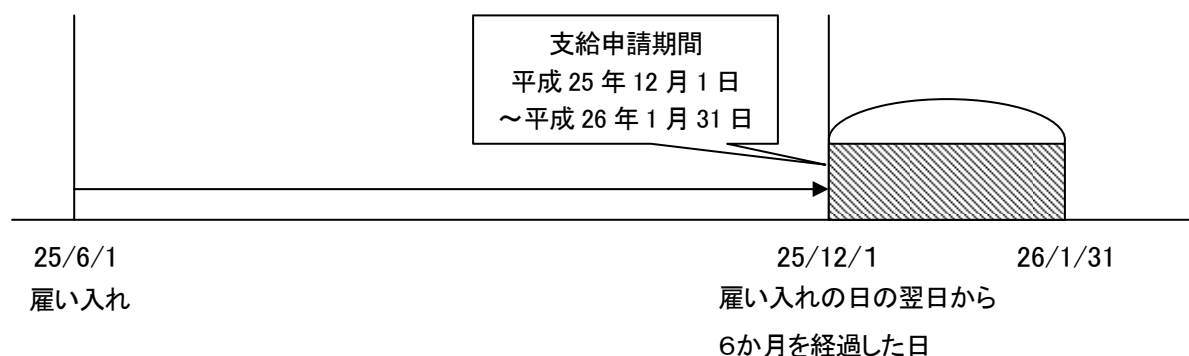 支給申請期間
平成 25 年 12 月 1 日
～平成 26 年 1 月 31 日
25/6/1
雇い入れ
25/12/1
雇い入れの日の翌日から
６か月を経過した日
26/1/31